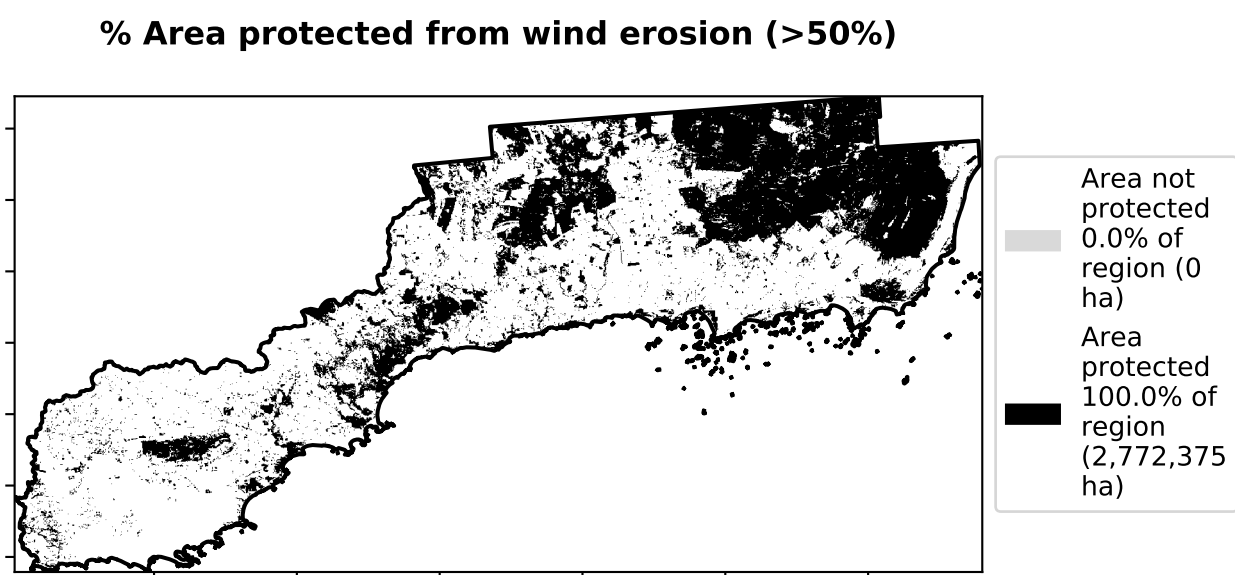 % Area protected from wind erosion (>50%)
Area not
protected
0.0% of
region (0
ha)
Area
protected
100.0% of
region
(2,772,375
ha)